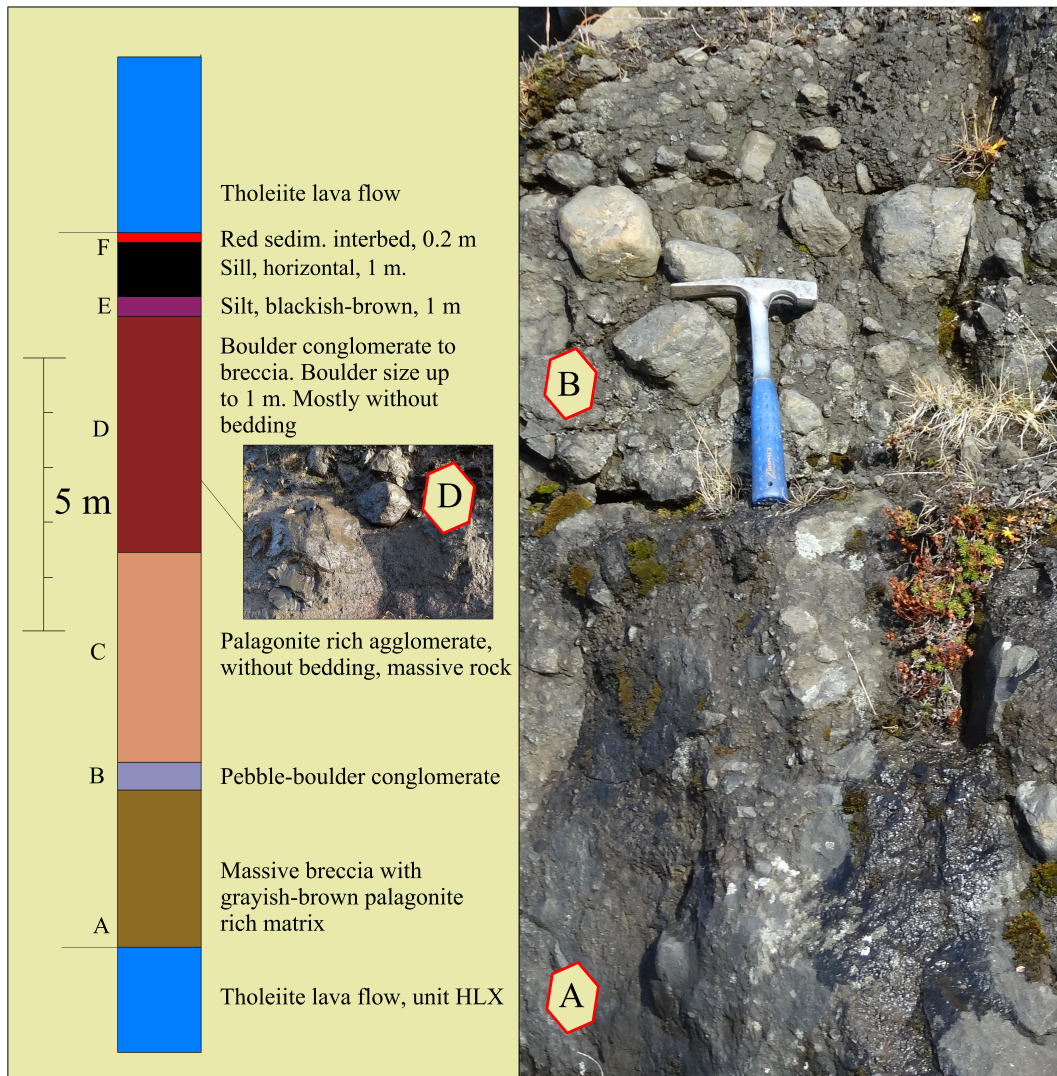 Tholeiite lava flow
F
Red sedim. interbed, 0.2 m
Sill, horizontal, 1 m.
E
Silt, blackish-brown, 1 m
Boulder conglomerate to
breccia. Boulder size up
to 1 m. Mostly without
bedding
D
5 m
D
Palagonite rich agglomerate,
without bedding, massive rock
C
B
Pebble-boulder conglomerate
Massive breccia with
grayish-brown palagonite
rich matrix
A
Tholeiite lava flow, unit HLX
B
A